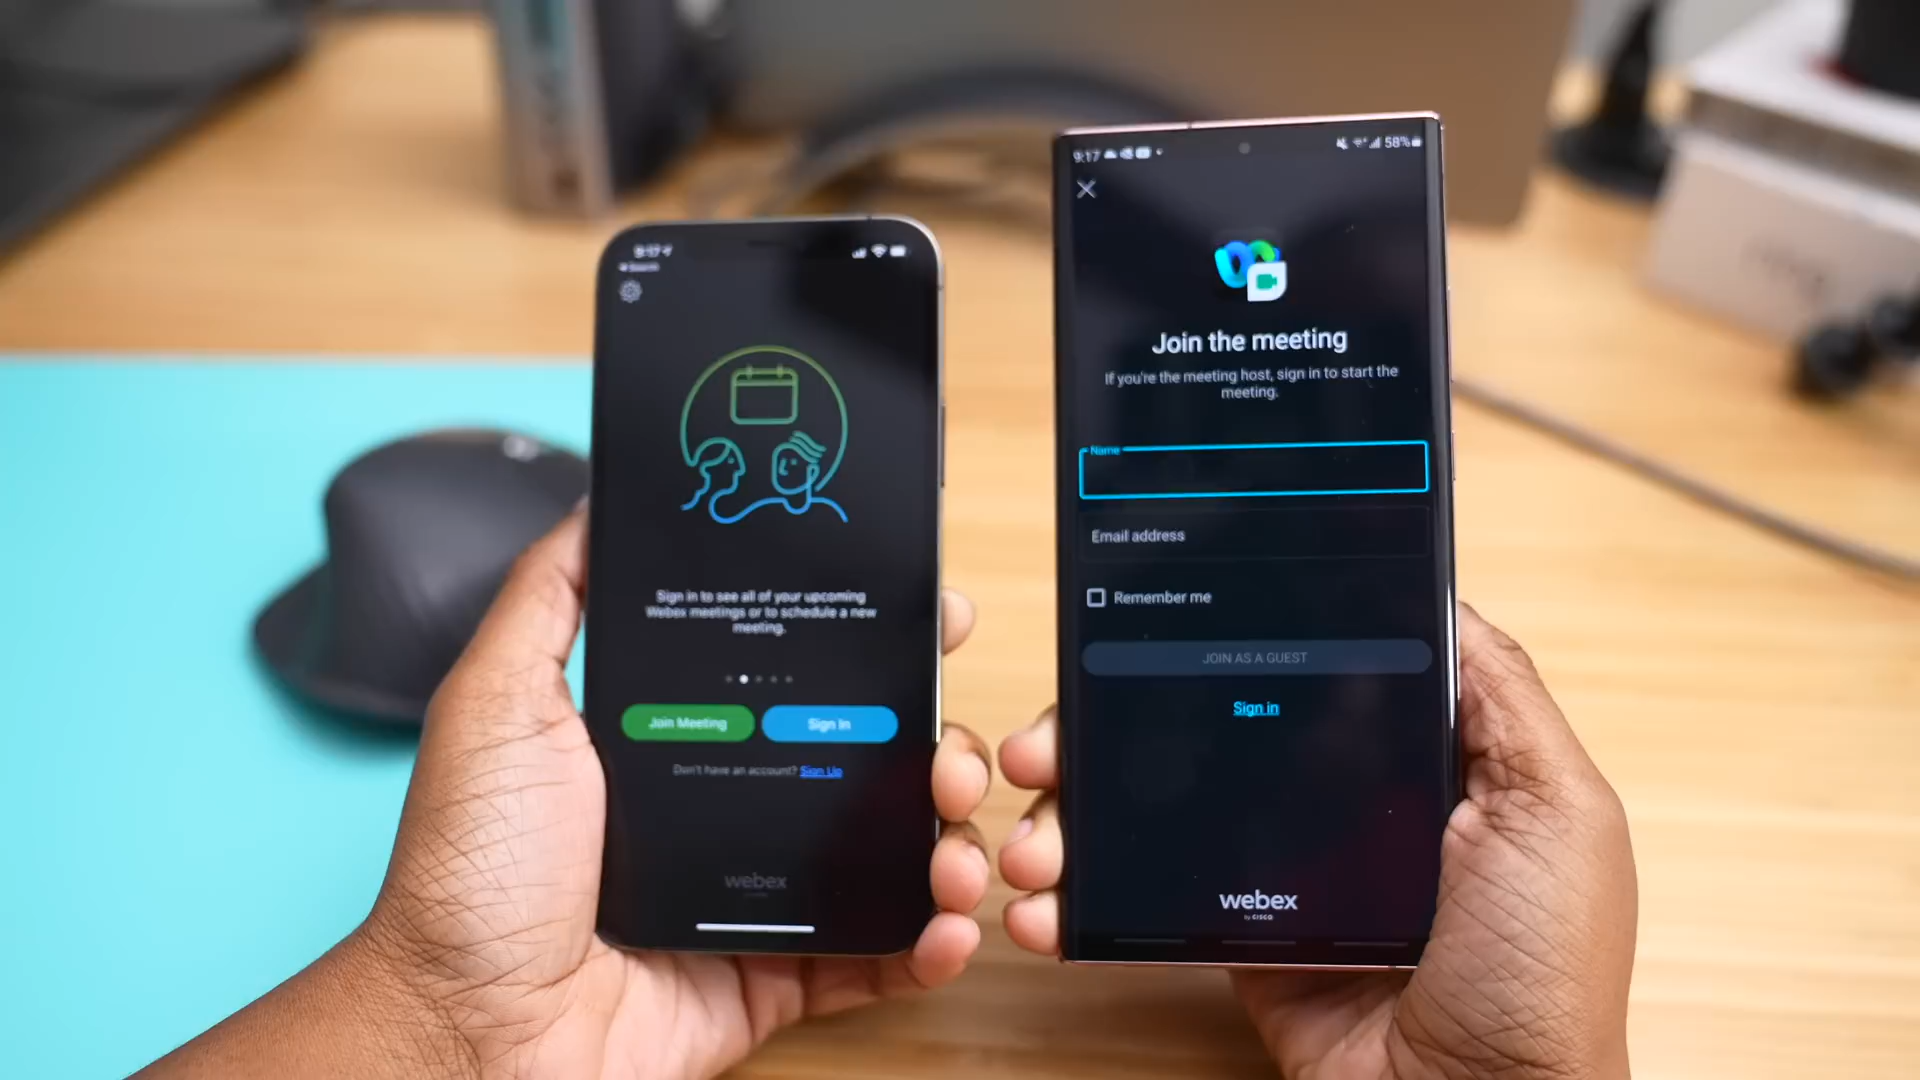 9:17
Search
Sign in to see all of your upcoming
Webex meetings or to schedule a new
meeting.
Join Meeting
Sign In
Don't have an account? Sign Up
webex
9:17
58%
Join the meeting
If you're the meeting host, sign in to start the
meeting.
Name
Email address
Remember me
JOIN AS A GUEST
Sign in
webex
by CISCO